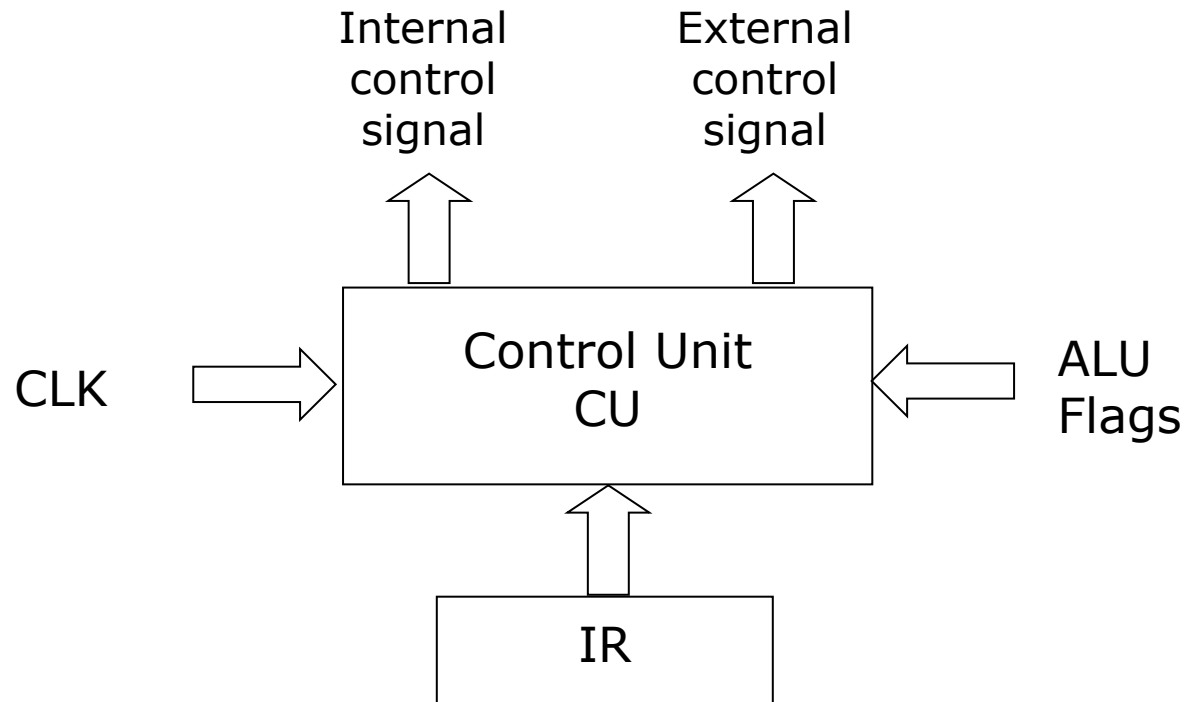 Internal
control
signal
External
control
signal
CLK
Control Unit
CU
ALU
Flags
IR